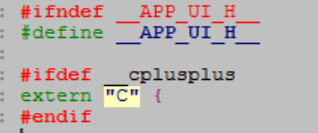 : #ifndef __APP_UI_H__
: #define __APP_UI_H__
:
: #ifdef __cplusplus
: extern "C" {
: #endif